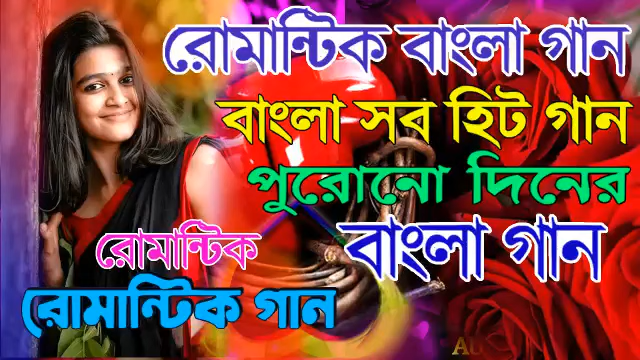 রোমান্টিক বাংলা গান
বাংলা সব হিট গান
পুরোনো দিনের
বাংলা গান
রোমান্টিক
রোমান্টিক গান